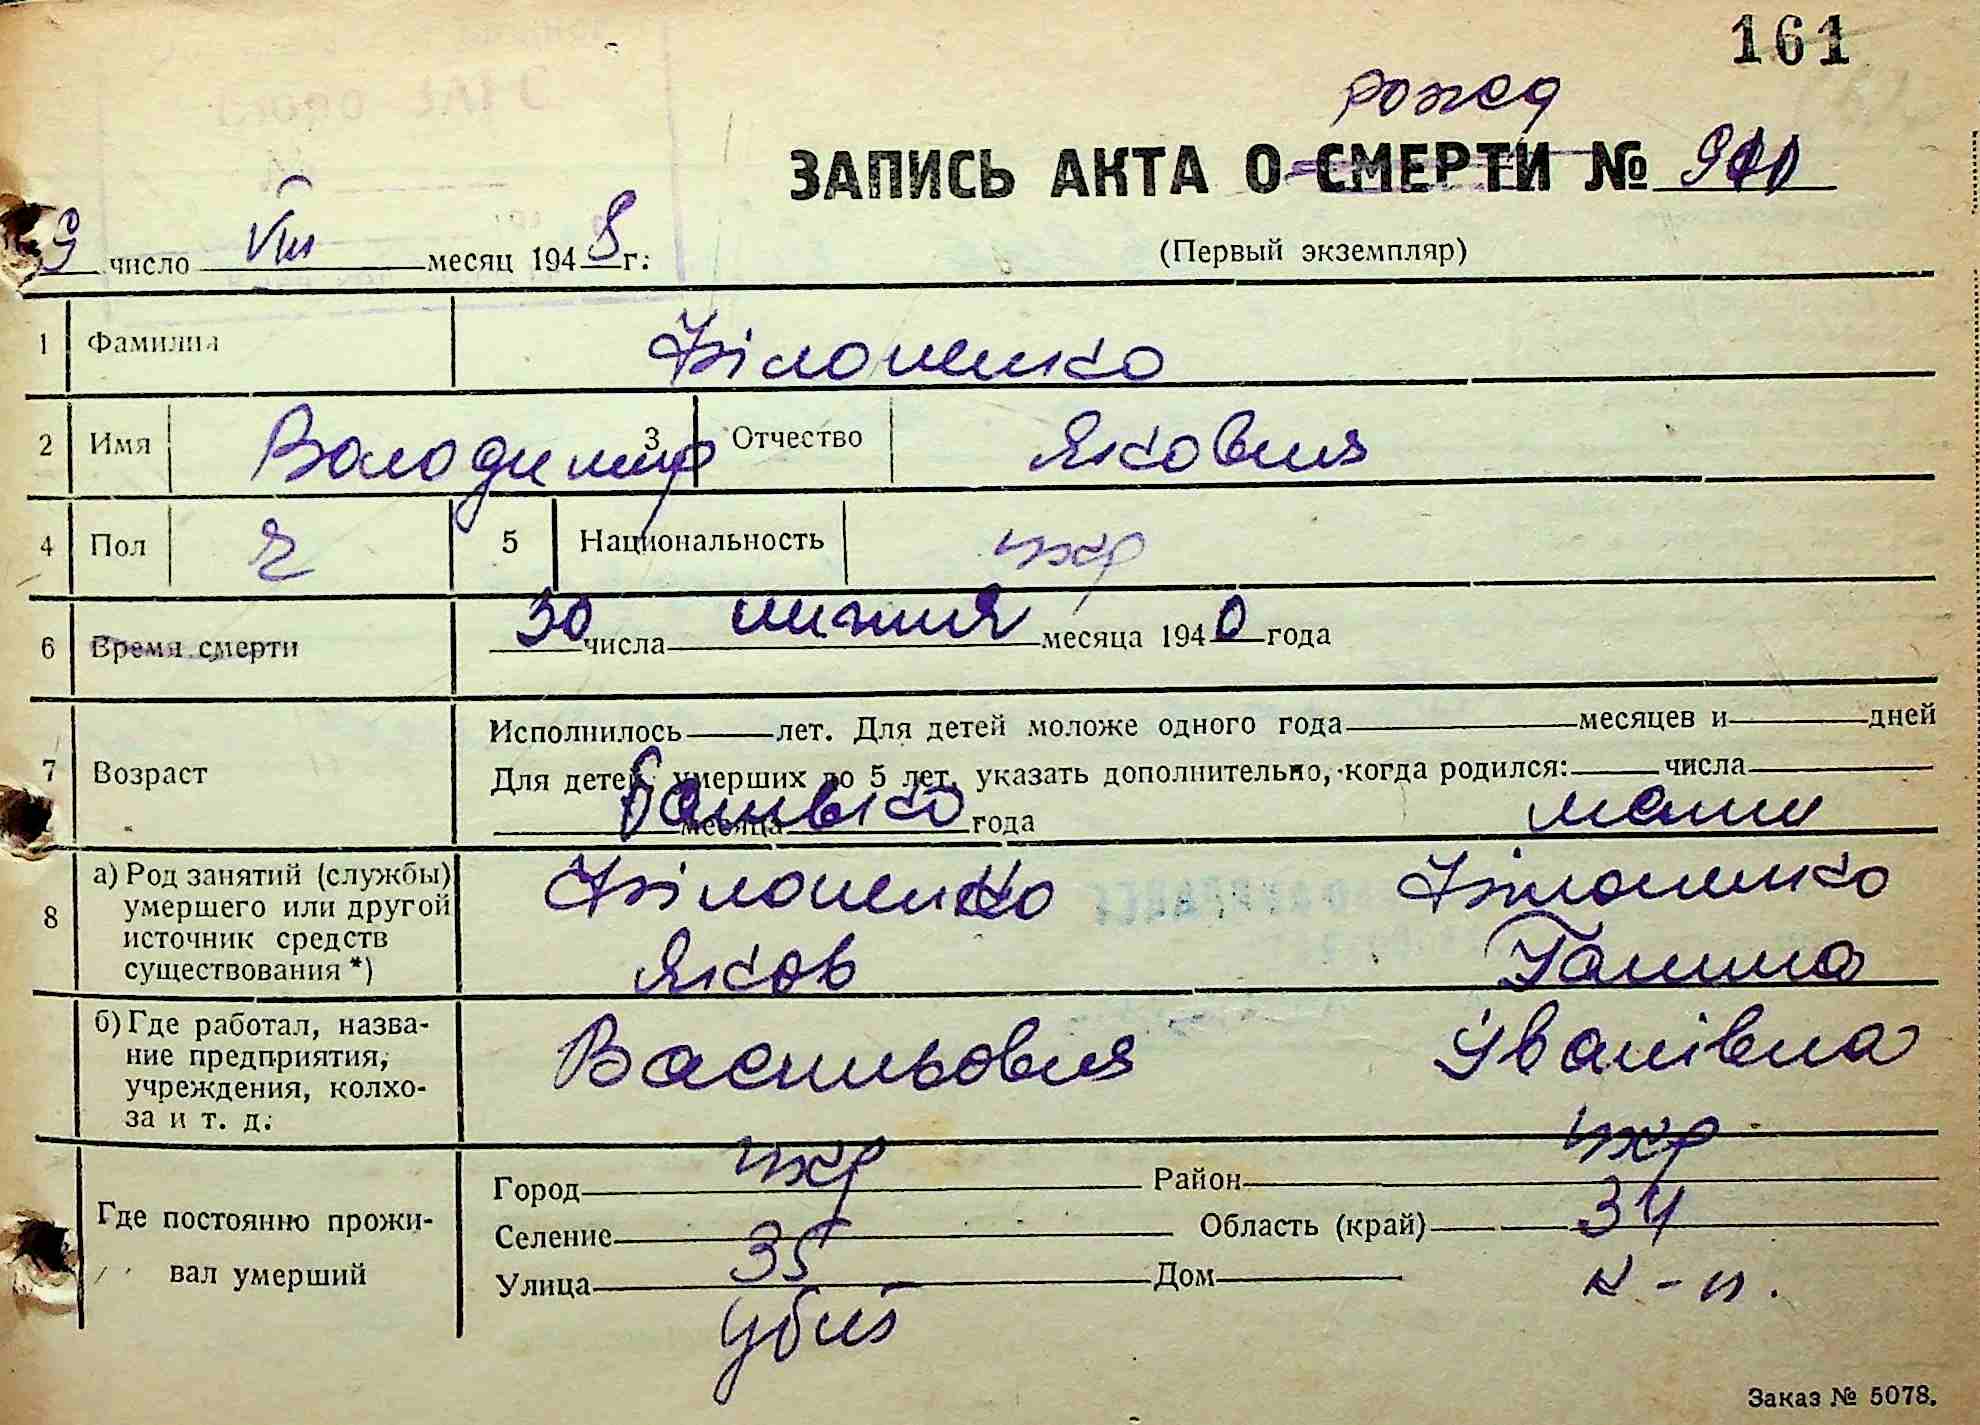 161
рожд
ЗАПИСЬ АКТА О СМЕРТИ №
9 число VIII месяц 1948 г.
(Первый экземпляр)
1 Фамилия Філоненко
2 Имя Володимир 3 Отчество Якович
4 Пол ч 5 Национальность укр
6 Время смерти 30 числа липня месяца 1940 года
7 Возраст Исполнилось лет. Для детей моложе одного года месяцев и дней
Для детей, умерших до 5 лет, указать дополнительно, когда родился: числа
месяца года
батько мати
8 а) Род занятий (службы) умершего или другой источник средств существования *)
Філоненко Філоненко
Яков Галина
б) Где работал, название предприятия, учреждения, колхоза и т. д.
Васильович Іванівна
укр укр
Где постоянно проживал умерший
Город Район
Селение 35 Область (край) 34
Улица Дом
убит
Заказ № 5078.